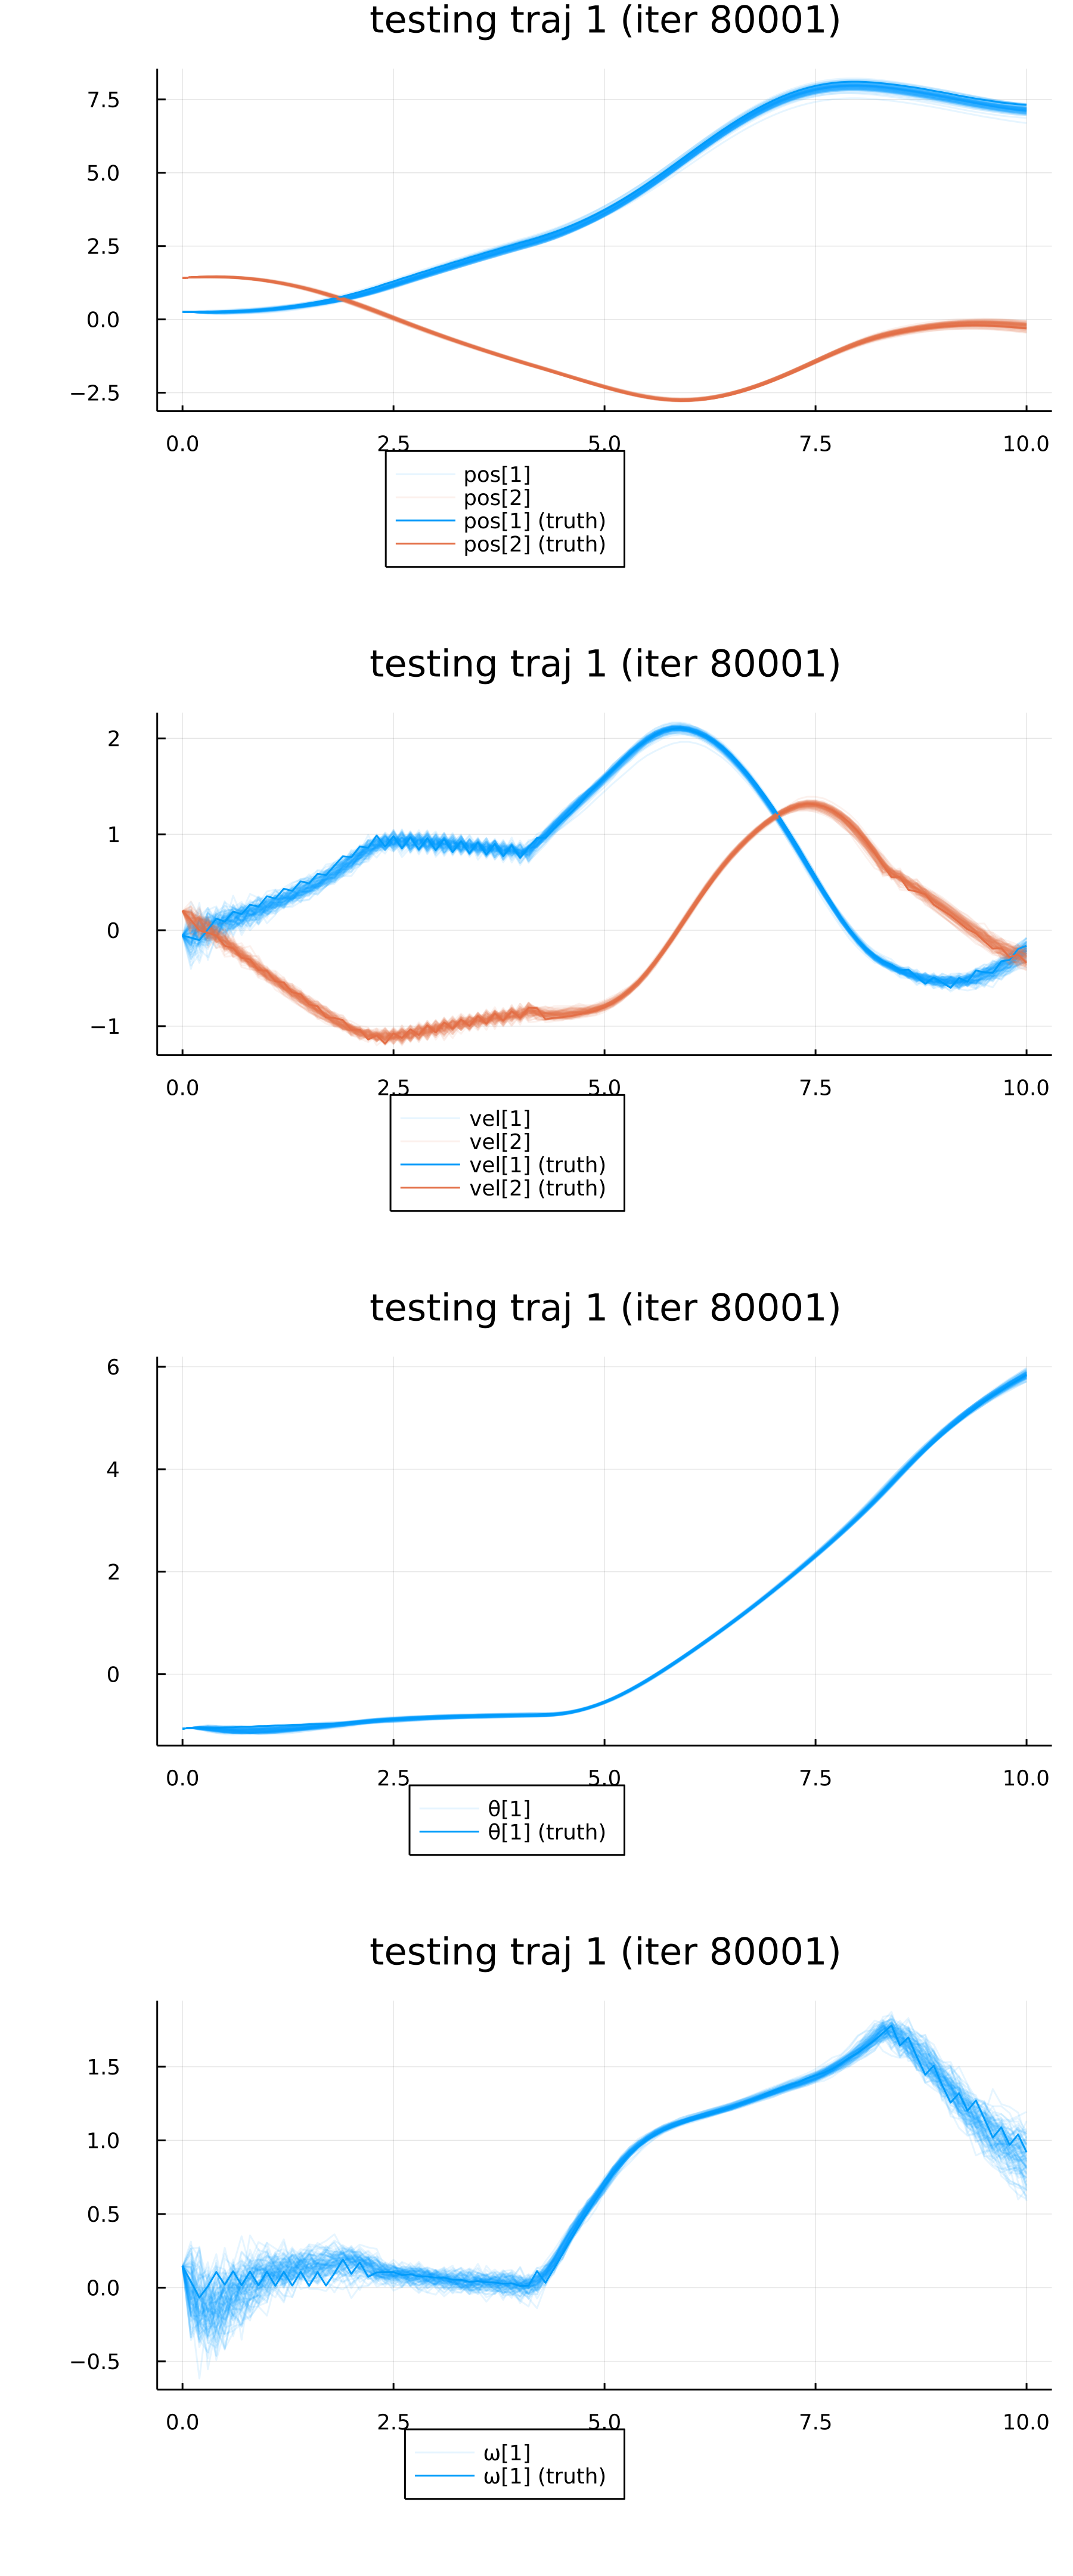 testing traj 1 (iter 80001)
7.5
5.0
2.5
0.0
−2.5
0.0 2.5 5.0 7.5 10.0
pos[1]
pos[2]
pos[1] (truth)
pos[2] (truth)
testing traj 1 (iter 80001)
2
1
0
−1
0.0 2.5 5.0 7.5 10.0
vel[1]
vel[2]
vel[1] (truth)
vel[2] (truth)
testing traj 1 (iter 80001)
6
4
2
0
0.0 2.5 5.0 7.5 10.0
θ[1]
θ[1] (truth)
testing traj 1 (iter 80001)
1.5
1.0
0.5
0.0
−0.5
0.0 2.5 5.0 7.5 10.0
ω[1]
ω[1] (truth)